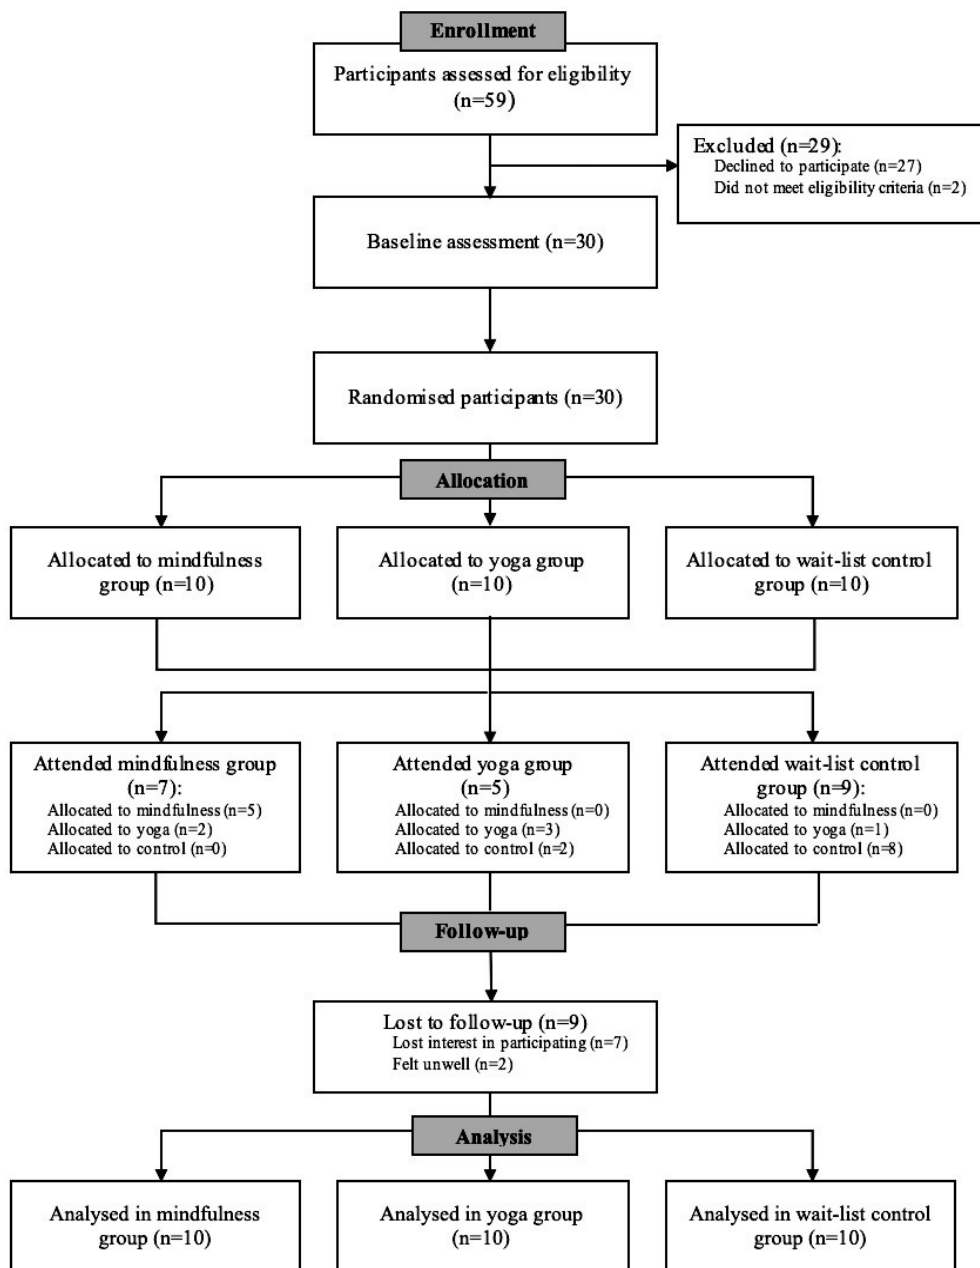 Enrollment
Participants assessed for eligibility
(n=59)
Excluded (n=29):
Declined to participate (n=27)
Did not meet eligibility criteria (n=2)
Baseline assessment (n=30)
Randomised participants (n=30)
Allocation
Allocated to mindfulness
group (n=10)
Allocated to yoga group
(n=10)
Allocated to wait-list control
group (n=10)
Attended mindfulness group
(n=7):
Allocated to mindfulness (n=5)
Allocated to yoga (n=2)
Allocated to control (n=0)
Attended yoga group
(n=5)
Allocated to mindfulness (n=0)
Allocated to yoga (n=3)
Allocated to control (n=2)
Attended wait-list control
group (n=9):
Allocated to mindfulness (n=0)
Allocated to yoga (n=1)
Allocated to control (n=8)
Follow-up
Lost to follow-up (n=9)
Lost interest in participating (n=7)
Felt unwell (n=2)
Analysis
Analysed in mindfulness
group (n=10)
Analysed in yoga group
(n=10)
Analysed in wait-list control
group (n=10)